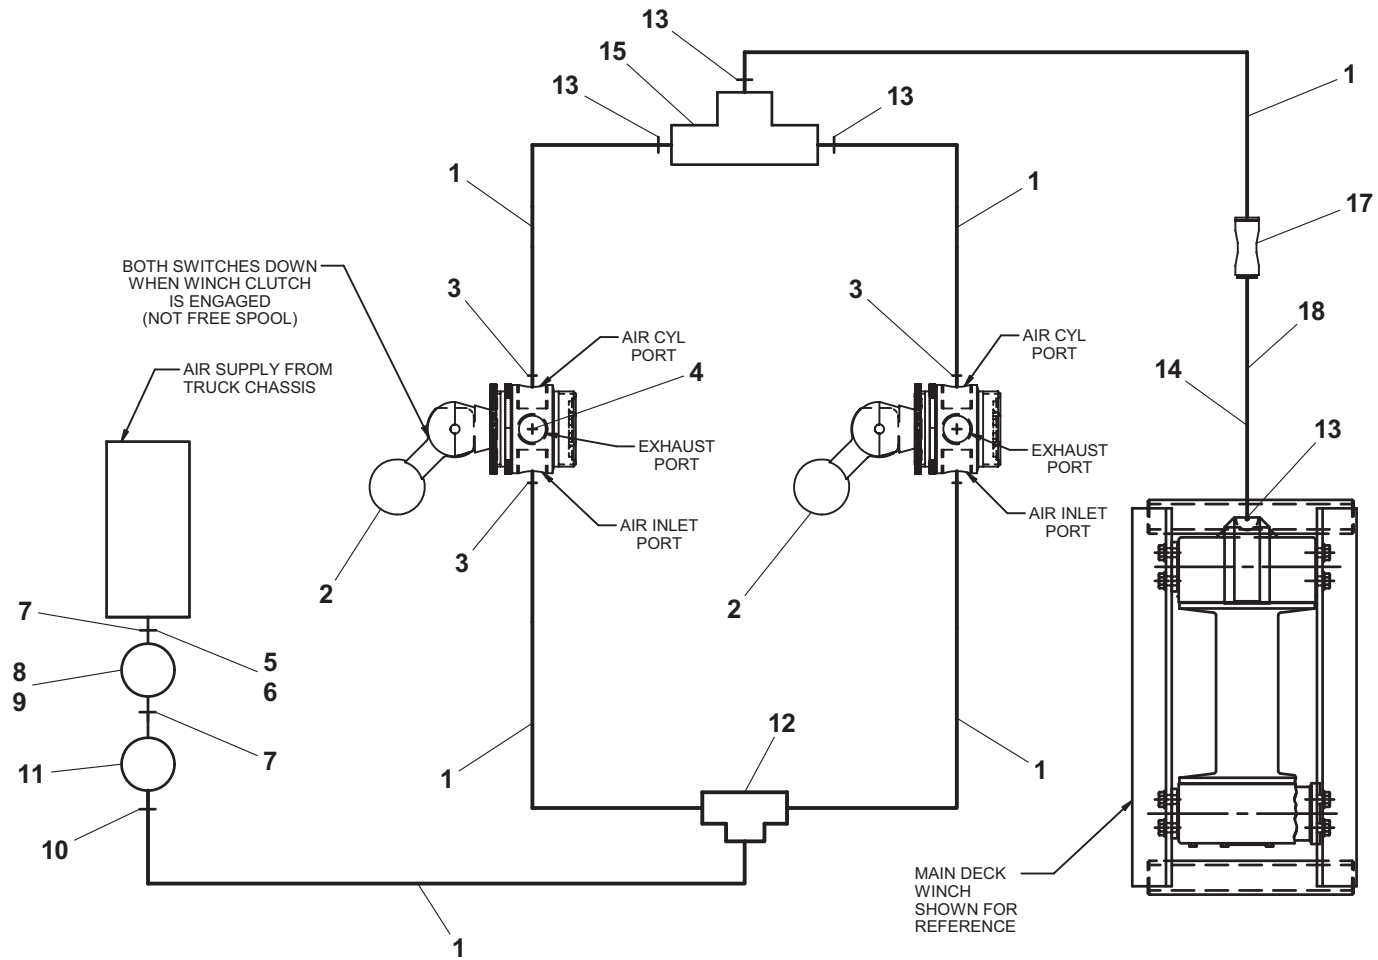 13
15
13
13
1
1
1
17
BOTH SWITCHES DOWN
WHEN WINCH CLUTCH
IS ENGAGED
(NOT FREE SPOOL)
3
3
AIR CYL
PORT
AIR CYL
PORT
18
AIR SUPPLY FROM
TRUCK CHASSIS
4
14
EXHAUST
PORT
EXHAUST
PORT
13
AIR INLET
PORT
AIR INLET
PORT
3
2
2
7
5
6
8
9
7
11
12
1
1
10
MAIN DECK
WINCH
SHOWN FOR
REFERENCE
1